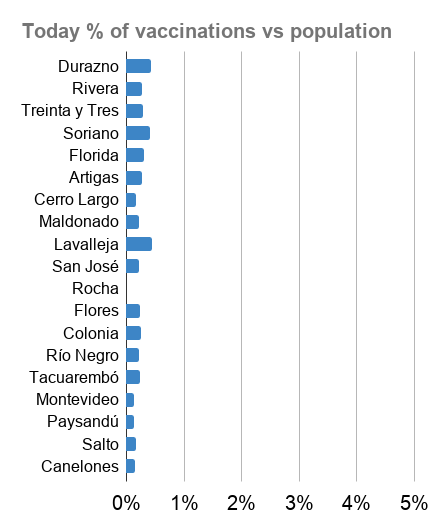 Today % of vaccinations vs population
Durazno
Rivera
Treinta y Tres
Soriano
Florida
Artigas
Cerro Largo
Maldonado
Lavalleja
San José
Rocha
Flores
Colonia
Río Negro
Tacuarembó
Montevideo
Paysandú
Salto
Canelones
0% 1% 2% 3% 4% 5%